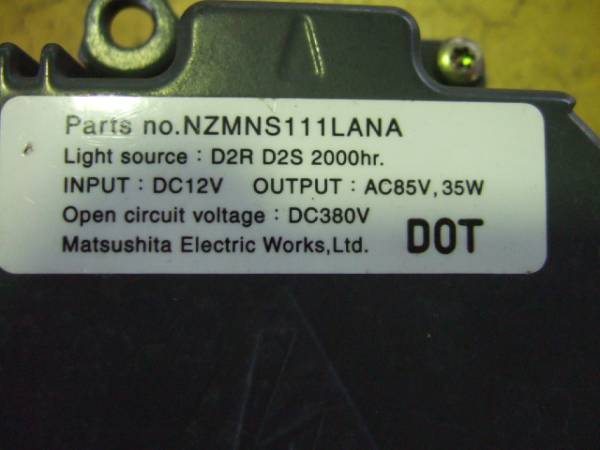 Parts no.NZMNS111LANA
Light source : D2R D2S 2000hr.
INPUT : DC12V OUTPUT : AC85V, 35W
Open circuit voltage : DC380V
Matsushita Electric Works,Ltd. DOT